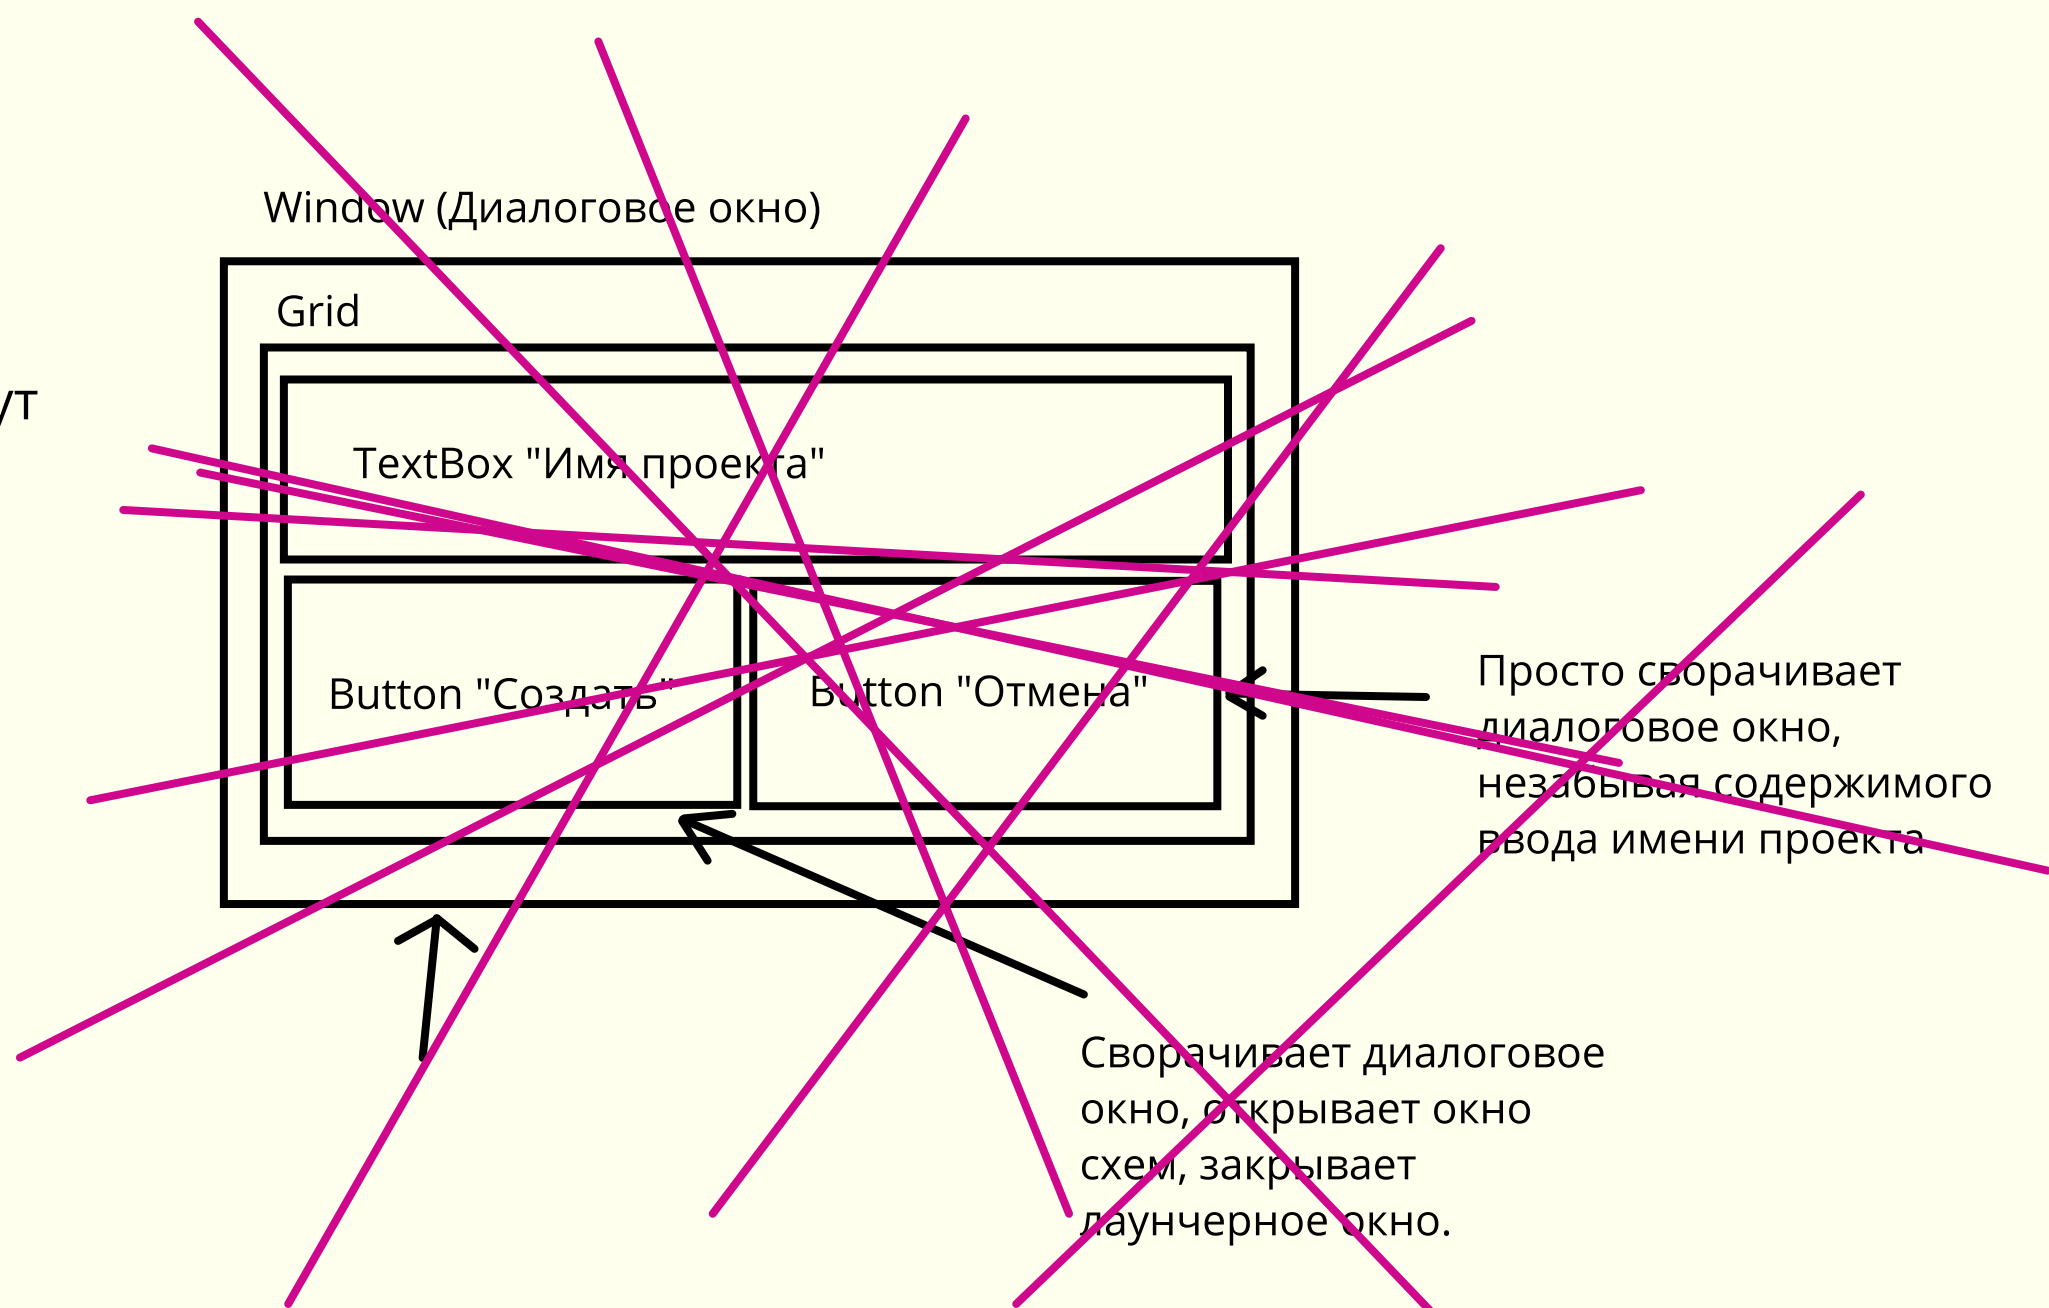 Window (Диалоговое окно)
Grid
ут
TextBox "Имя проекта"
Button "Создать"
Button "Отмена"
Просто сворачивает
диалоговое окно,
незабывая содержимого
ввода имени проекта
Сворачивает диалоговое
окно, открывает окно
схем, закрывает
лаунчерное окно.